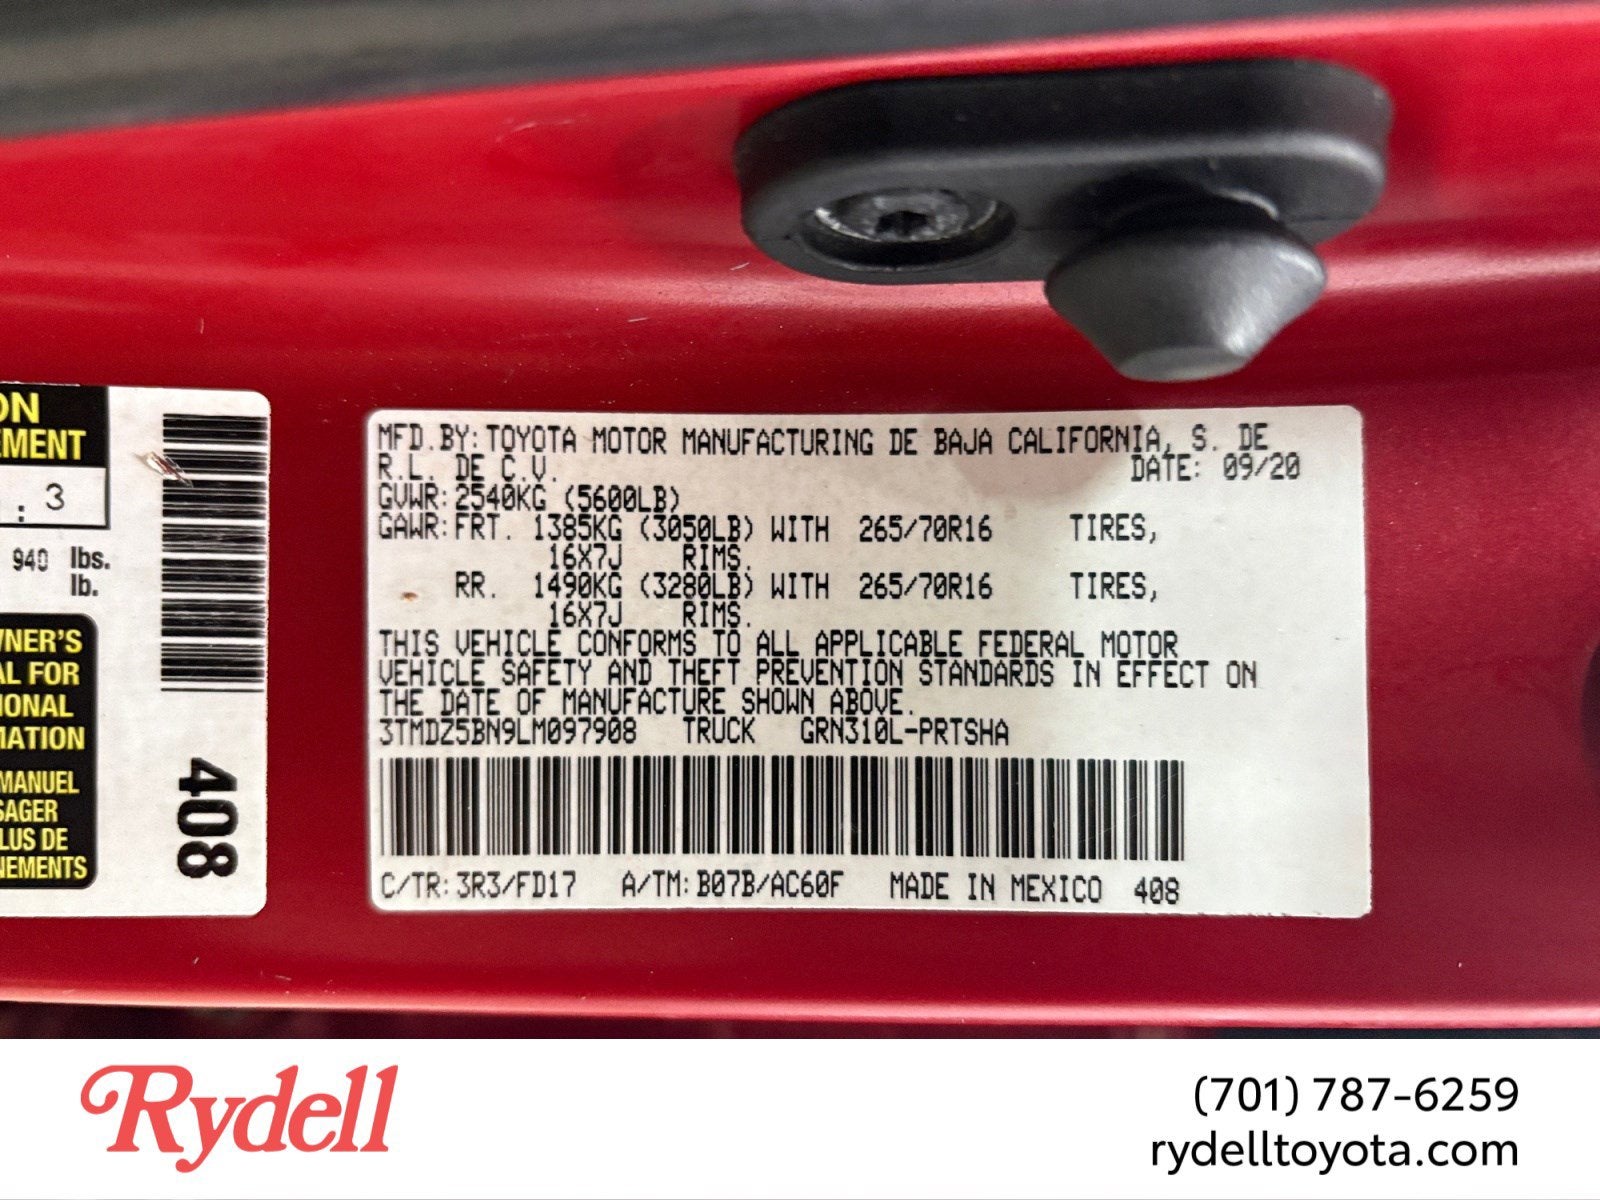 ON
EMENT
: 3
940 lbs.
lb.
WNER'S
AL FOR
IONAL
MATION
MANUEL
SAGER
LUS DE
NEMENTS
408
MFD.BY: TOYOTA MOTOR MANUFACTURING DE BAJA CALIFORNIA, S. DE
R.L. DE C.V. DATE: 09/20
GVWR: 2540KG (5600LB)
GAWR: FRT. 1385KG (3050LB) WITH 265/70R16 TIRES,
16X7J RIMS.
RR. 1490KG (3280LB) WITH 265/70R16 TIRES,
16X7J RIMS.
THIS VEHICLE CONFORMS TO ALL APPLICABLE FEDERAL MOTOR
VEHICLE SAFETY AND THEFT PREVENTION STANDARDS IN EFFECT ON
THE DATE OF MANUFACTURE SHOWN ABOVE.
3TMDZ5BN9LM097908 TRUCK GRN310L-PRTSHA
C/TR: 3R3/FD17 A/TM: B07B/AC60F MADE IN MEXICO 408
Rydell
(701) 787-6259
rydelltoyota.com